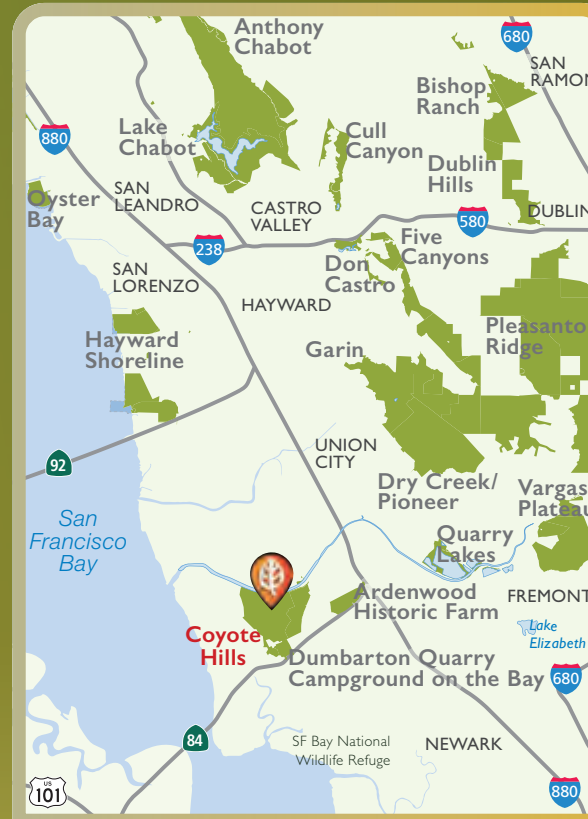 Anthony
Chabot
680
SAN
RAMON
Bishop
Ranch
880
Lake
Chabot
Cull
Canyon
Dublin
Hills
Oyster
Bay
SAN
LEANDRO
CASTRO
VALLEY
580
DUBLIN
238
Five
Canyons
Don
Castro
SAN
LORENZO
HAYWARD
Pleasanto
Ridge
Hayward
Shoreline
Garin
92
UNION
CITY
Dry Creek/
Pioneer
Vargas
Plateau
San
Francisco
Bay
Quarry
Lakes
Ardenwood
Historic Farm
FREMONT
Lake
Elizabeth
Coyote
Hills
Dumbarton Quarry
Campground on the Bay
680
84
SF Bay National
Wildlife Refuge
NEWARK
US
101
880